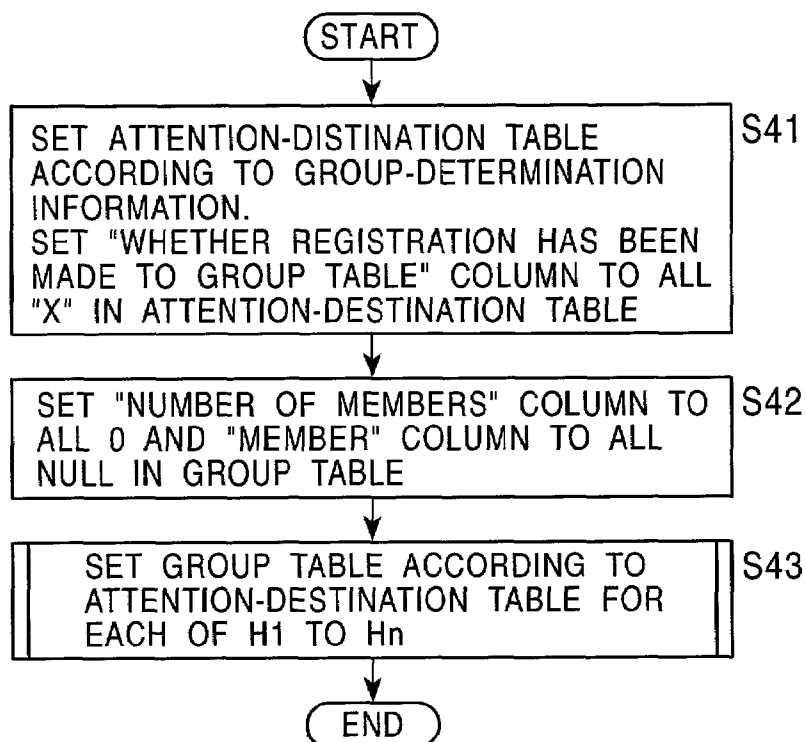 START
SET ATTENTION-DISTINATION TABLE
ACCORDING TO GROUP-DETERMINATION
INFORMATION.
SET "WHETHER REGISTRATION HAS BEEN
MADE TO GROUP TABLE" COLUMN TO ALL
"X" IN ATTENTION-DESTINATION TABLE
S41
SET "NUMBER OF MEMBERS" COLUMN TO
ALL 0 AND "MEMBER" COLUMN TO ALL
NULL IN GROUP TABLE
S42
SET GROUP TABLE ACCORDING TO
ATTENTION-DESTINATION TABLE FOR
EACH OF H1 TO Hn
S43
END